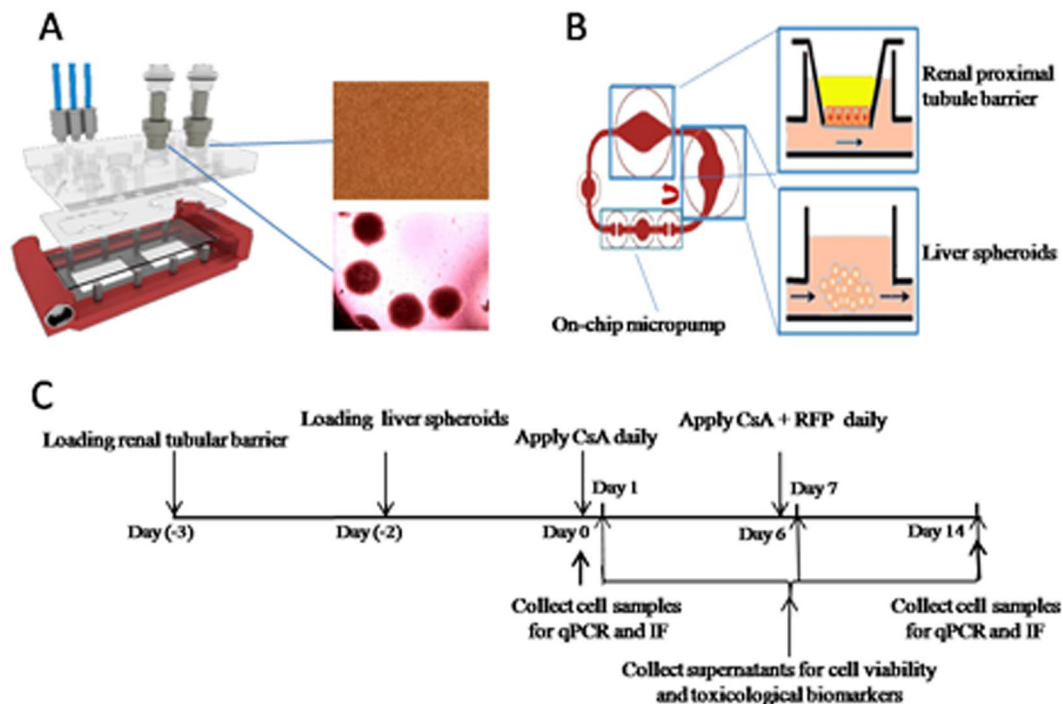 A
B
Renal proximal
tubule barrier
Liver spheroids
On-chip micropump
C
Loading renal tubular barrier
Loading liver spheroids
Apply CsA daily
Apply CsA + RFP daily
Day 1
Day 7
Day (-3)
Day (-2)
Day 0
Day 6
Day 14
Collect cell samples
for qPCR and IF
Collect cell samples
for qPCR and IF
Collect supernatants for cell viability
and toxicological biomarkers